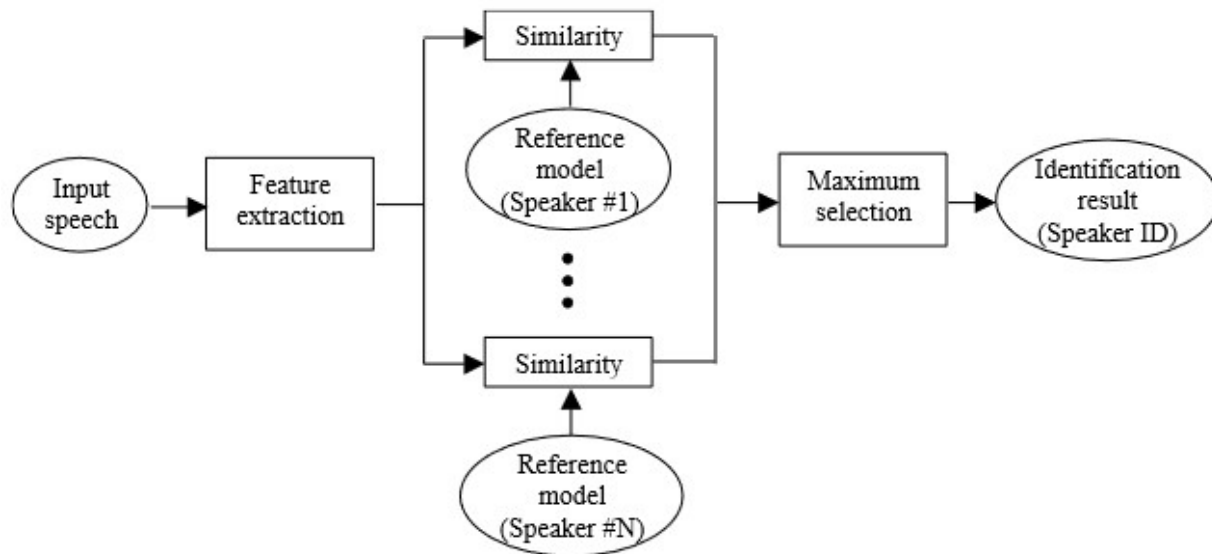 Similarity
Reference
model
(Speaker #1)
Input
speech
Feature
extraction
Maximum
selection
Identification
result
(Speaker ID)
Similarity
Reference
model
(Speaker #N)